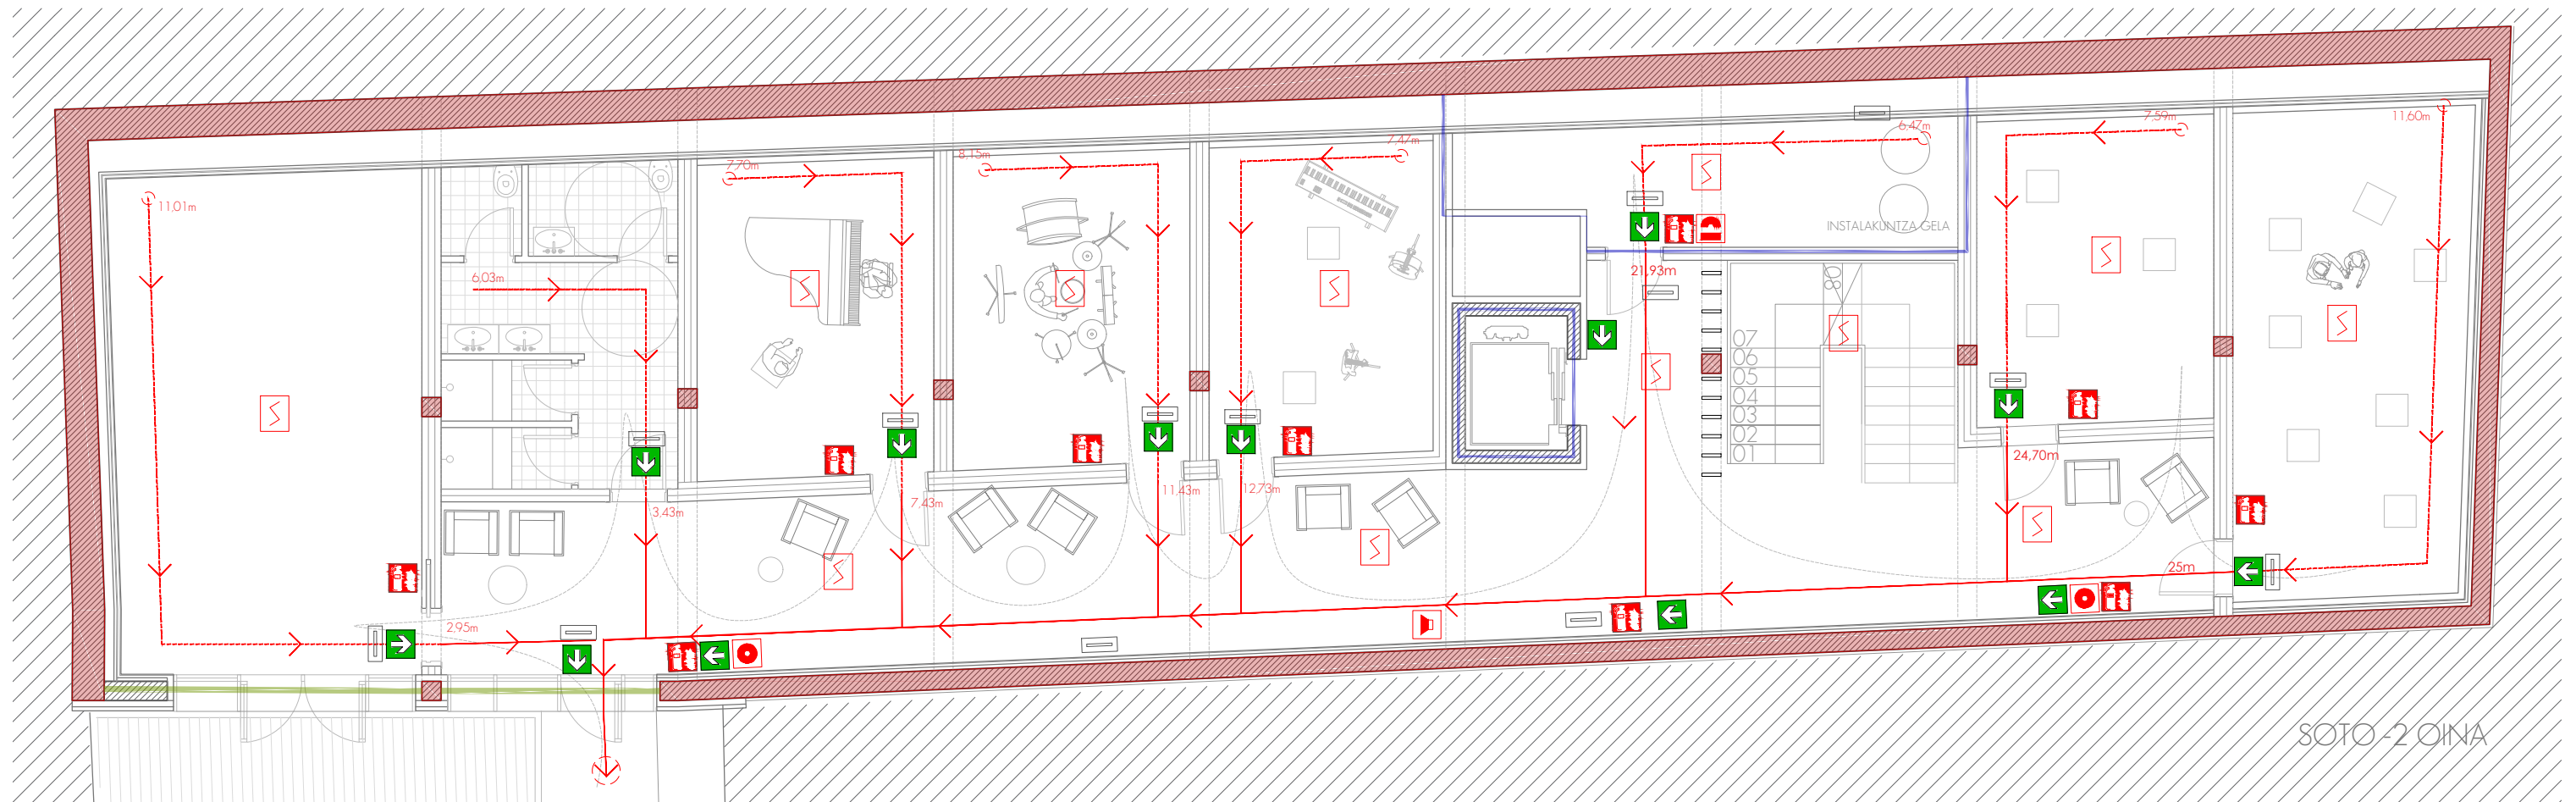 11,01m
6,03m
7,70m
8,15m
7,47m
6,47m
7,59m
11,60m
INSTALAKUNTZA GELA
21,93m
07
06
05
04
03
02
01
24,70m
3,43m
7,43m
11,43m
12,73m
25m
2,95m
SOTO -2 OINA